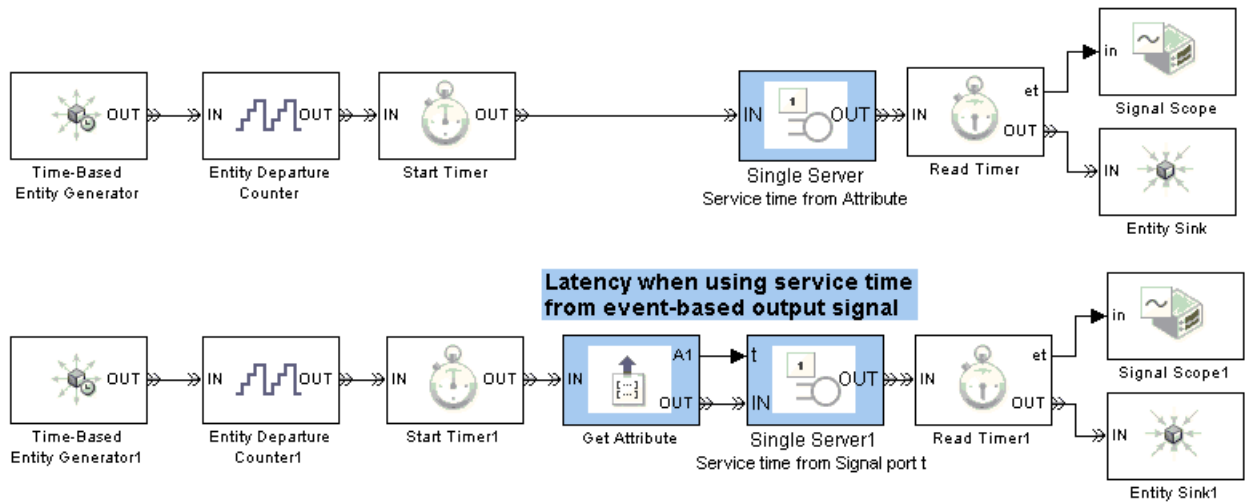 in
Signal Scope
OUT
IN
OUT
IN
OUT
IN
1
OUT
IN
et
OUT
IN
Time-Based
Entity Generator
Entity Departure
Counter
Start Timer
Single Server
Service time from Attribute
Read Timer
Entity Sink
Latency when using service time
from event-based output signal
in
Signal Scope1
OUT
IN
OUT
IN
OUT
IN
A1
OUT
[...]
t
IN
1
OUT
IN
et
OUT
IN
Time-Based
Entity Generator1
Entity Departure
Counter1
Start Timer1
Get Attribute
Single Server1
Service time from Signal port t
Read Timer1
Entity Sink1